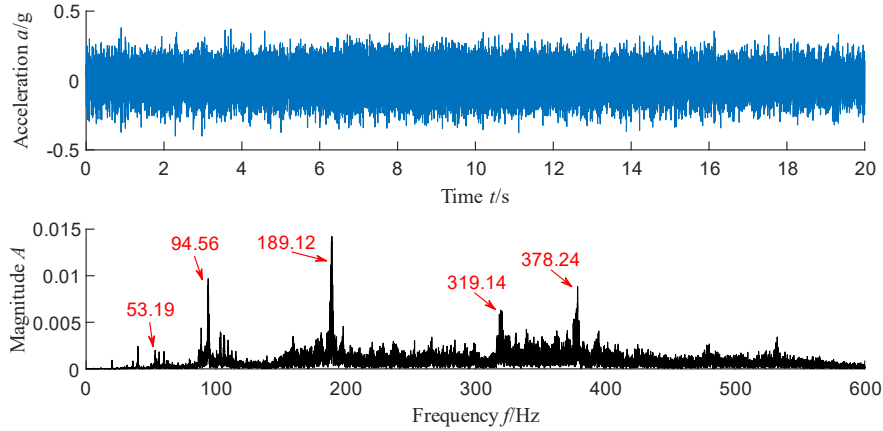 Acceleration a/g
0.5
0
-0.5
0 2 4 6 8 10 12 14 16 18 20
Time t/s
Magnitude A
0.015
0.01
0.005
0
94.56
189.12
53.19
319.14
378.24
0 100 200 300 400 500 600
Frequency f/Hz